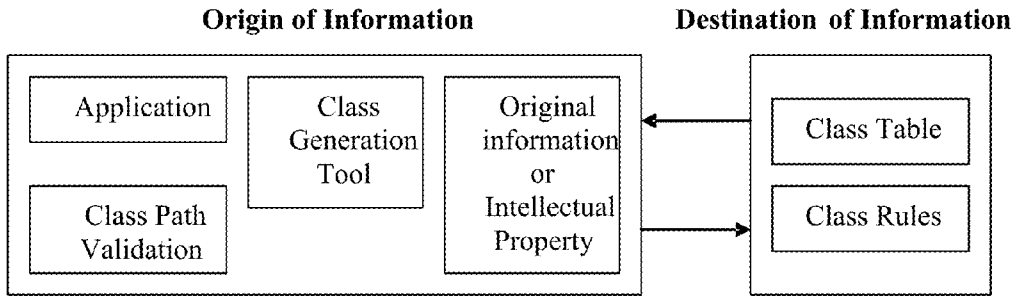 Origin of Information
Destination of Information
Application
Class Path
Validation
Class
Generation
Tool
Original
information
or
Intellectual
Property
Class Table
Class Rules